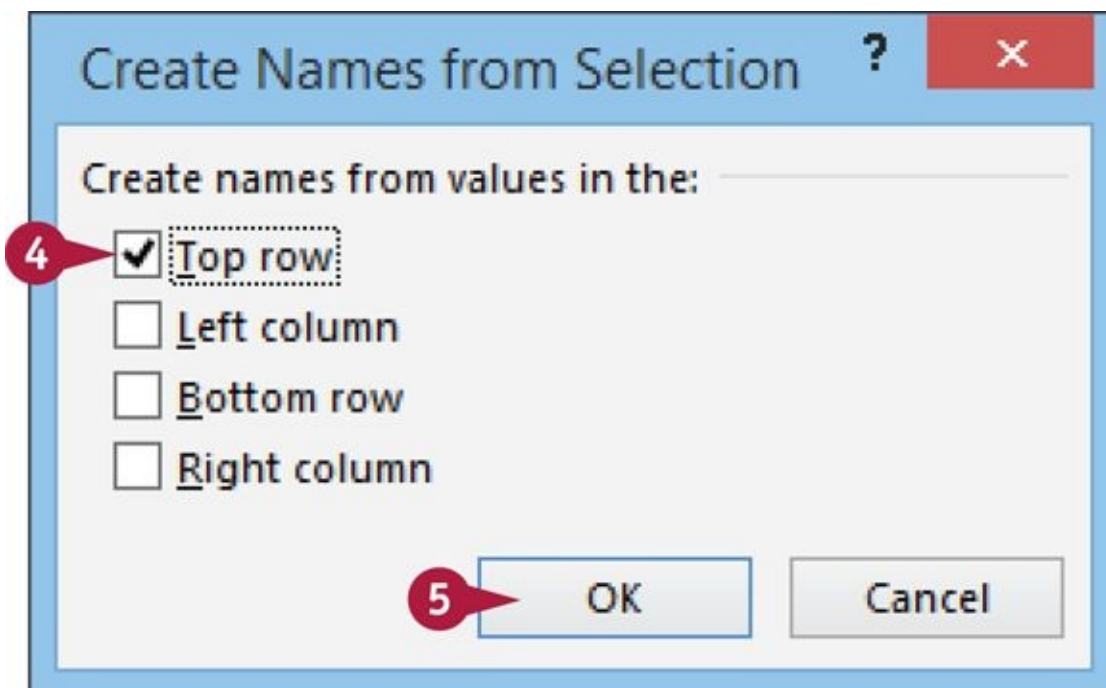 Create Names from Selection ?
Create names from values in the:
4 Top row
Left column
Bottom row
Right column
5 OK Cancel